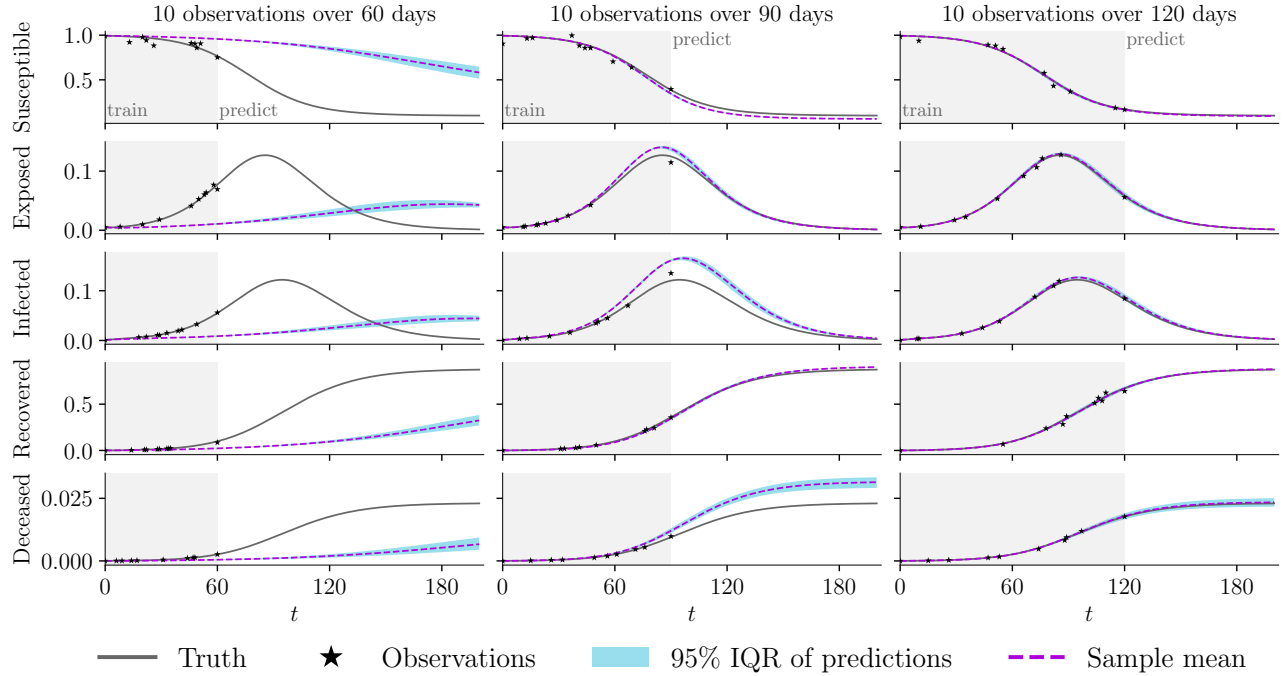 10 observations over 60 days
10 observations over 90 days
10 observations over 120 days
Susceptible
1.0
0.5
train
predict
train
predict
train
predict
Exposed
0.1
0.0
Infected
0.1
0.0
Recovered
0.5
0.0
Deceased
0.025
0.000
0 60 120 180
0 60 120 180
0 60 120 180
t
t
t
Truth
Observations
95% IQR of predictions
Sample mean